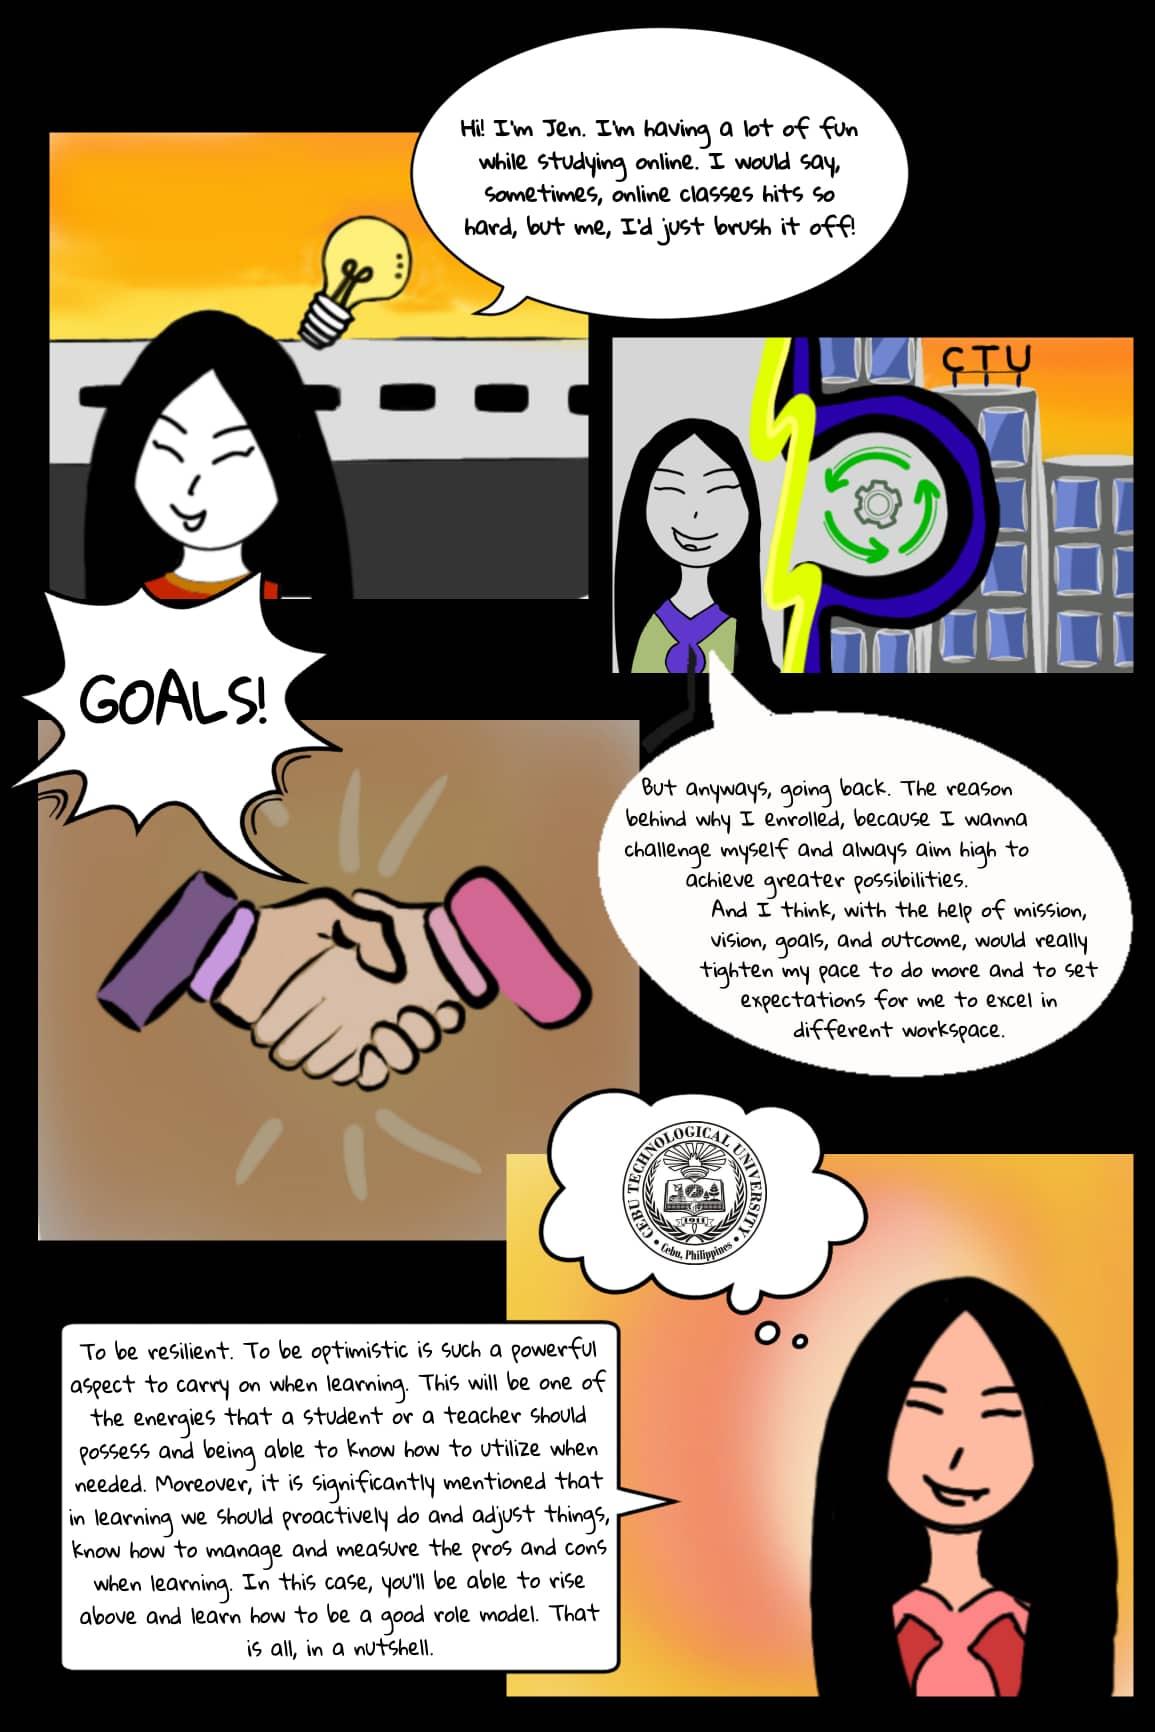 Hi! I'm Jen. I'm having a lot of fun
while studying online. I would say,
sometimes, online classes hits so
hard, but me, I'd just brush it off!
CTU
GOALS!
But anyways, going back. The reason
behind why I enrolled, because I wanna
challenge myself and always aim high to
achieve greater possibilities.
And I think, with the help of mission,
vision, goals, and outcome, would really
tighten my pace to do more and to set
expectations for me to excel in
different workspace.
CEBU TECHNOLOGICAL UNIVERSITY
1911
Cebu, Philippines
To be resilient. To be optimistic is such a powerful
aspect to carry on when learning. This will be one of
the energies that a student or a teacher should
possess and being able to know how to utilize when
needed. Moreover, it is significantly mentioned that
in learning we should proactively do and adjust things,
know how to manage and measure the pros and cons
when learning. In this case, you'll be able to rise
above and learn how to be a good role model. That
is all, in a nutshell.